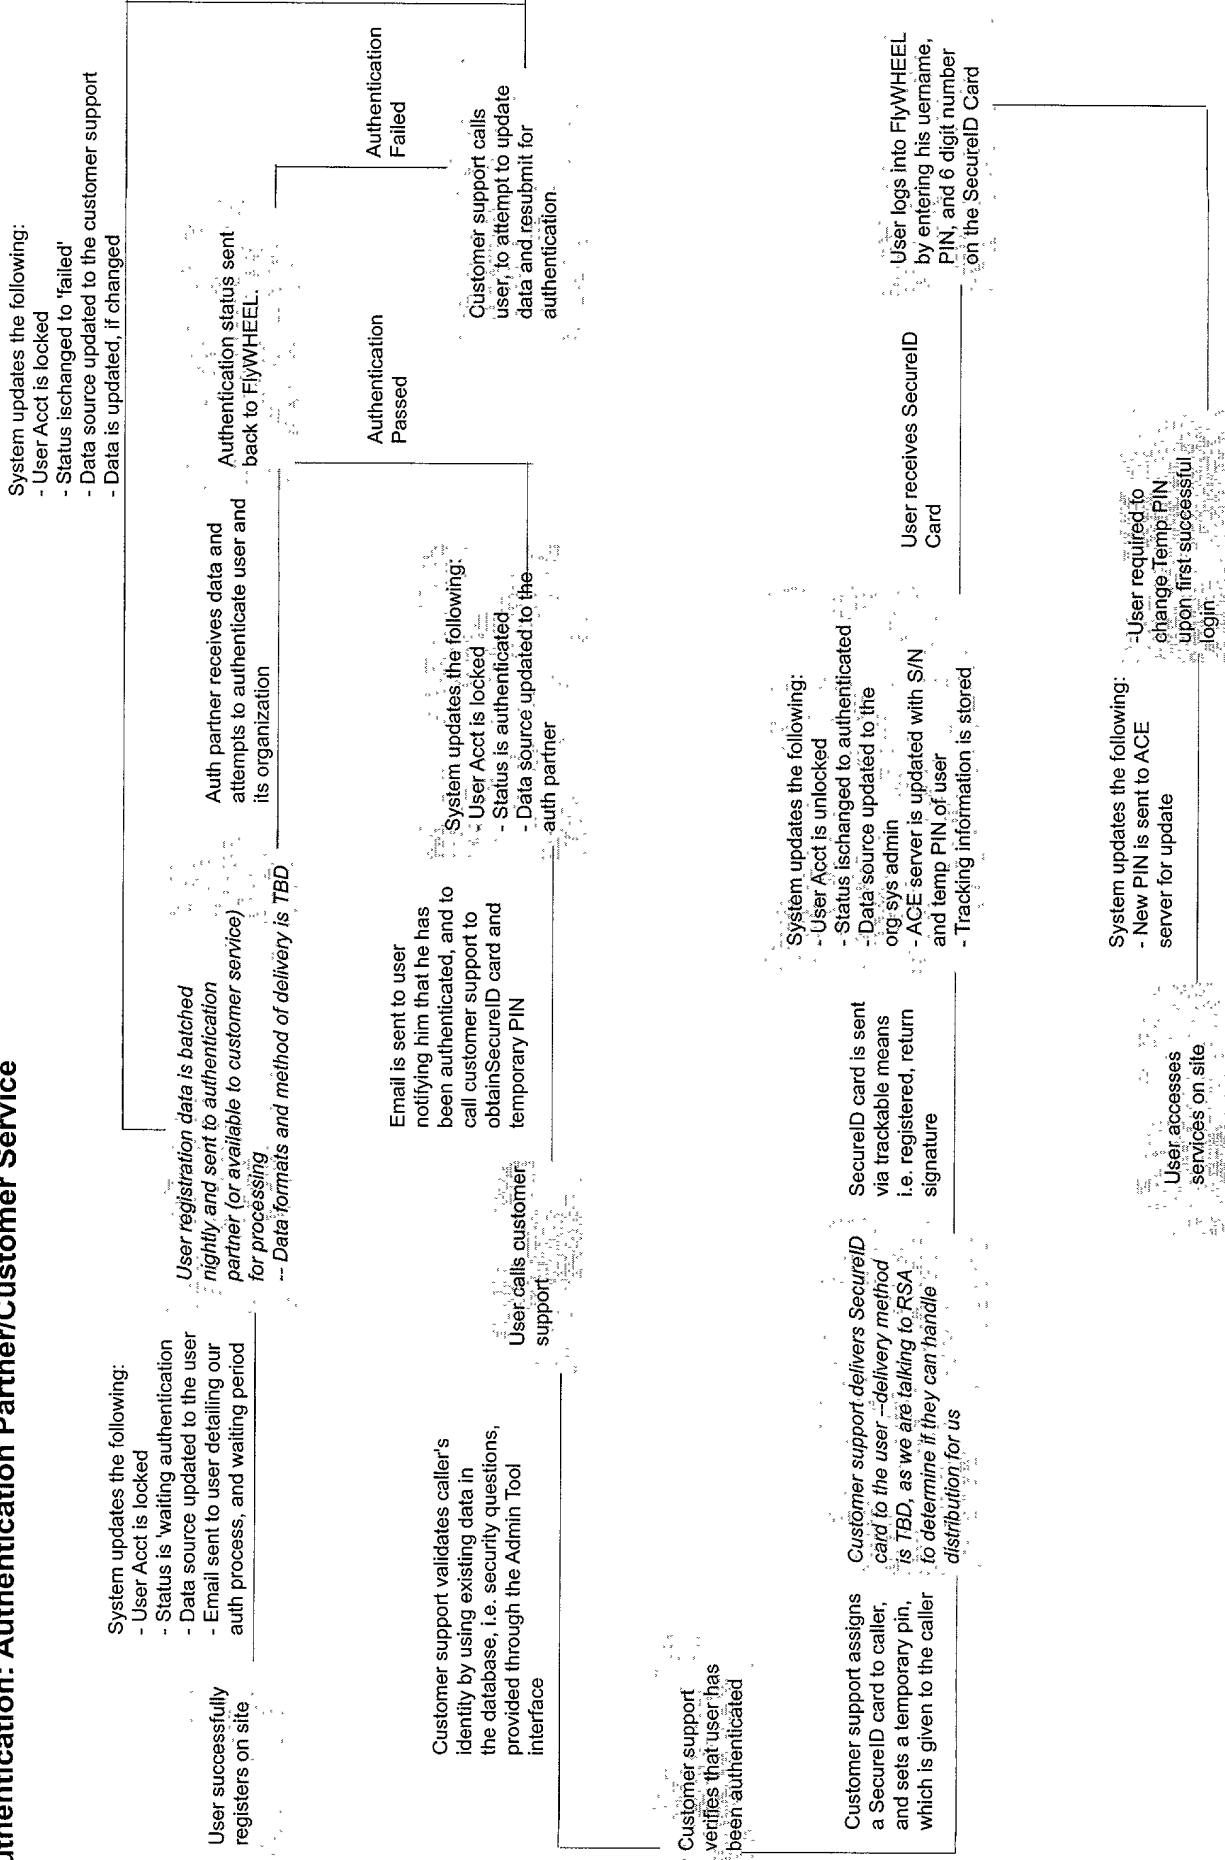 Authentication: Authentication Partner/Customer Service
User successfully
registers on site
System updates the following:
- User Acct is locked
- Status is 'waiting authentication
- Data source updated to the user
- Email sent to user detailing our
auth process, and waiting period
User registration data is batched
nightly and sent to authentication
partner (or available to customer service)
for processing
-- Data formats and method of delivery is TBD
Auth partner receives data and
attempts to authenticate user and
its organization
Authentication status sent
back to FlyWHEEL.
System updates the following:
- User Acct is locked
- Status ischanged to 'failed'
- Data source updated to the customer support
- Data is updated, if changed
Authentication
Passed
Authentication
Failed
Customer support calls
user, to attempt to update
data and resubmit for
authentication
System updates the following:
- User Acct is locked
- Status is authenticated
- Data source updated to the
auth partner
Email is sent to user
notifying him that he has
been authenticated, and to
call customer support to
obtainSecureID card and
temporary PIN
User calls customer
support
Customer support validates caller's
identity by using existing data in
the database, i.e. security questions,
provided through the Admin Tool
interface
Customer support
verifies that user has
been authenticated
Customer support assigns
a SecureID card to caller,
and sets a temporary pin,
which is given to the caller
Customer support delivers SecureID
card to the user --delivery method
is TBD, as we are talking to RSA
to determine if they can handle
distribution for us
SecureID card is sent
via trackable means
i.e. registered, return
signature
System updates the following:
- User Acct is unlocked
- Status ischanged to authenticated
- Data source updated to the
org sys admin
- ACE server is updated with S/N
and temp PIN of user
- Tracking information is stored
User receives SecureID
Card
User logs into FlyWHEEL
by entering his uername,
PIN, and 6 digit number
on the SecureID Card
-User required to
change Temp PIN
upon first successful
login
System updates the following:
- New PIN is sent to ACE
server for update
User accesses
services on site